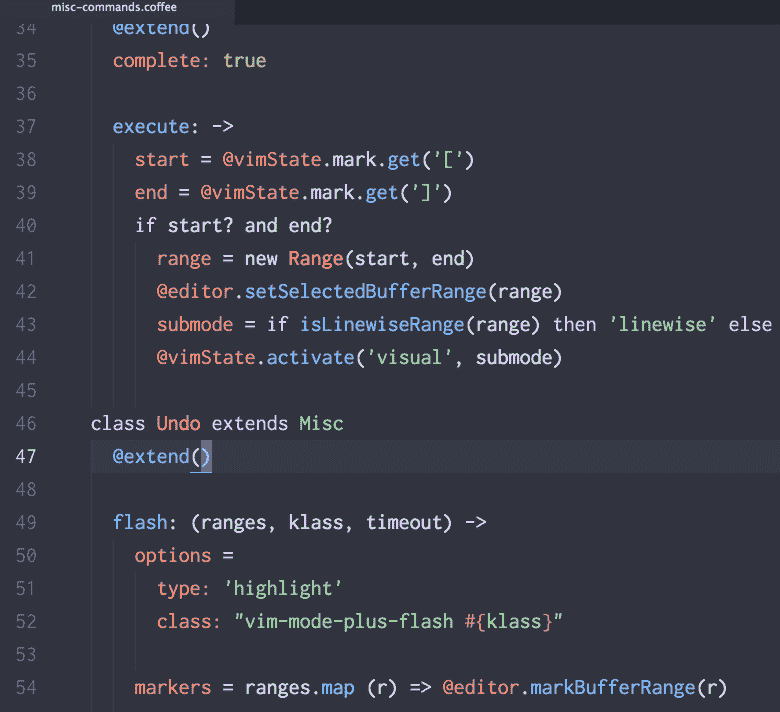 misc-commands.coffee
34 @extend()
35 complete: true
36
37 execute: ->
38 start = @vimState.mark.get('[')
39 end = @vimState.mark.get(']')
40 if start? and end?
41 range = new Range(start, end)
42 @editor.setSelectedBufferRange(range)
43 submode = if isLinewiseRange(range) then 'linewise' else
44 @vimState.activate('visual', submode)
45
46 class Undo extends Misc
47 @extend()
48
49 flash: (ranges, klass, timeout) ->
50 options =
51 type: 'highlight'
52 class: "vim-mode-plus-flash #{klass}"
53
54 markers = ranges.map (r) => @editor.markBufferRange(r)